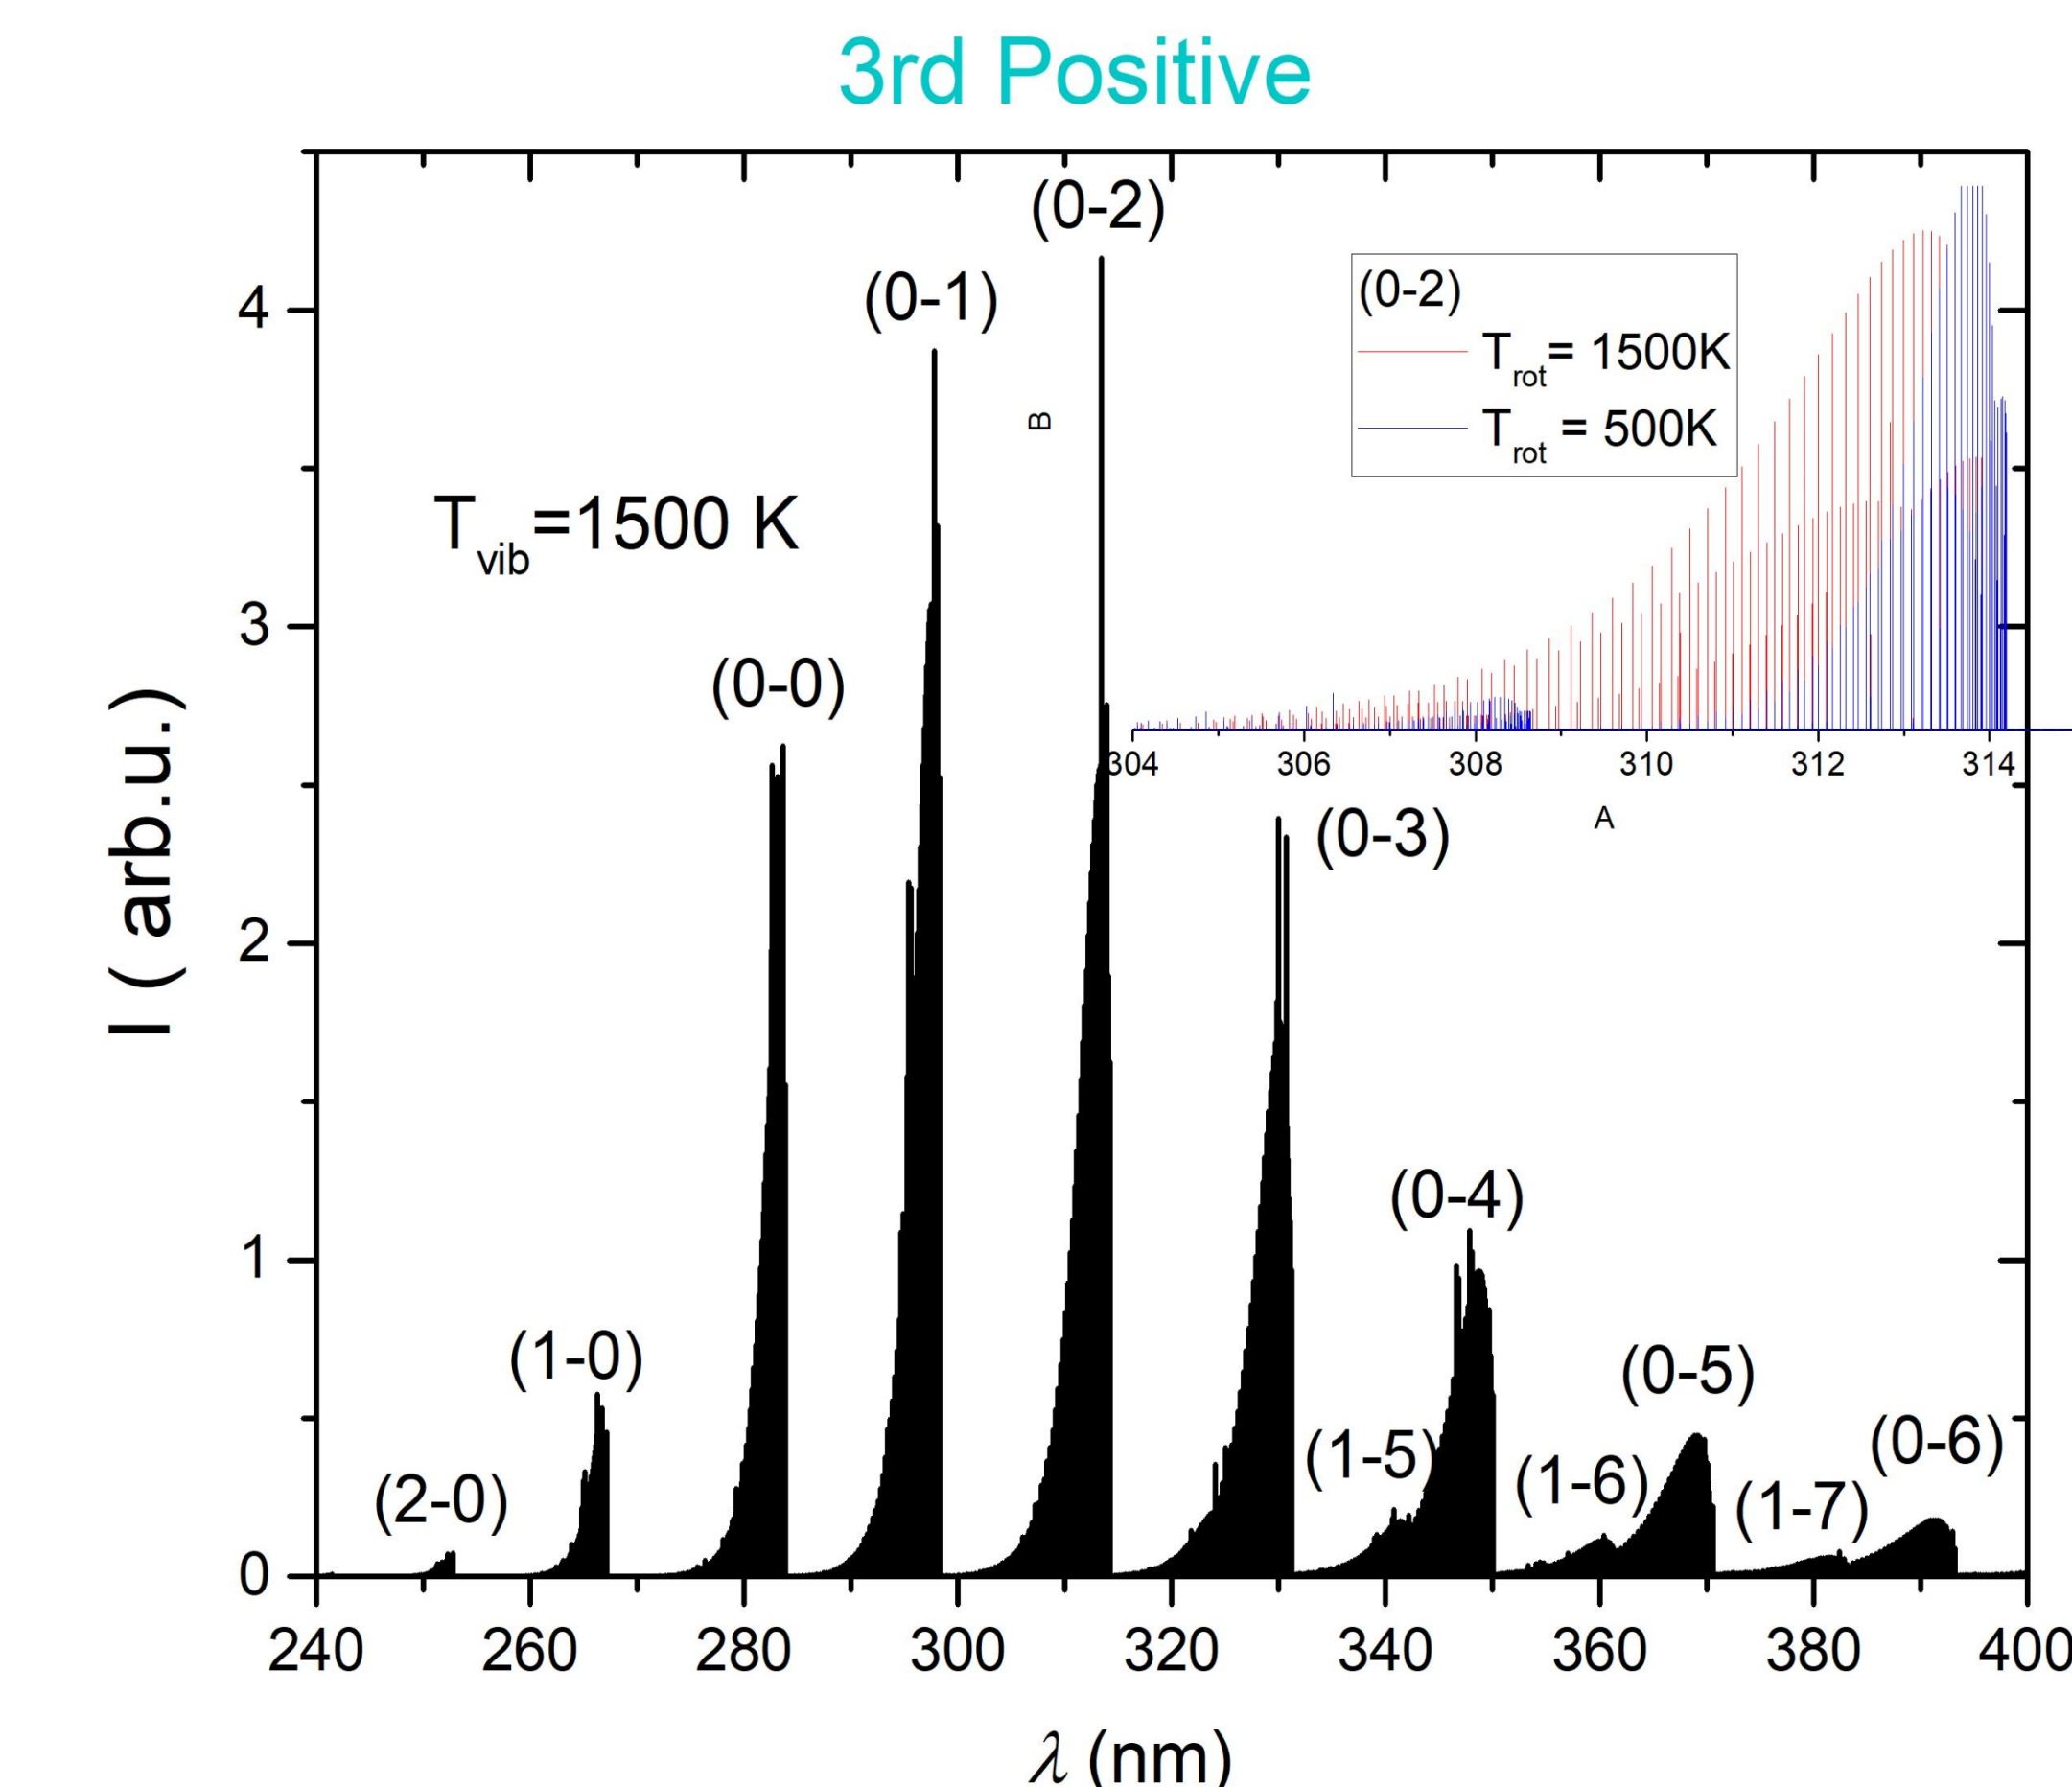 3rd Positive
(0-2)
(0-1)
(0-0)
T_vib=1500 K
B
(0-2)
T_rot= 1500K
T_rot = 500K
304 306 308 310 312 314
A
(0-3)
(0-4)
(1-0)
(0-5)
(1-5)
(0-6)
(1-6)
(2-0)
(1-7)
4
3
2
1
0
I ( arb.u.)
240 260 280 300 320 340 360 380 400
λ (nm)